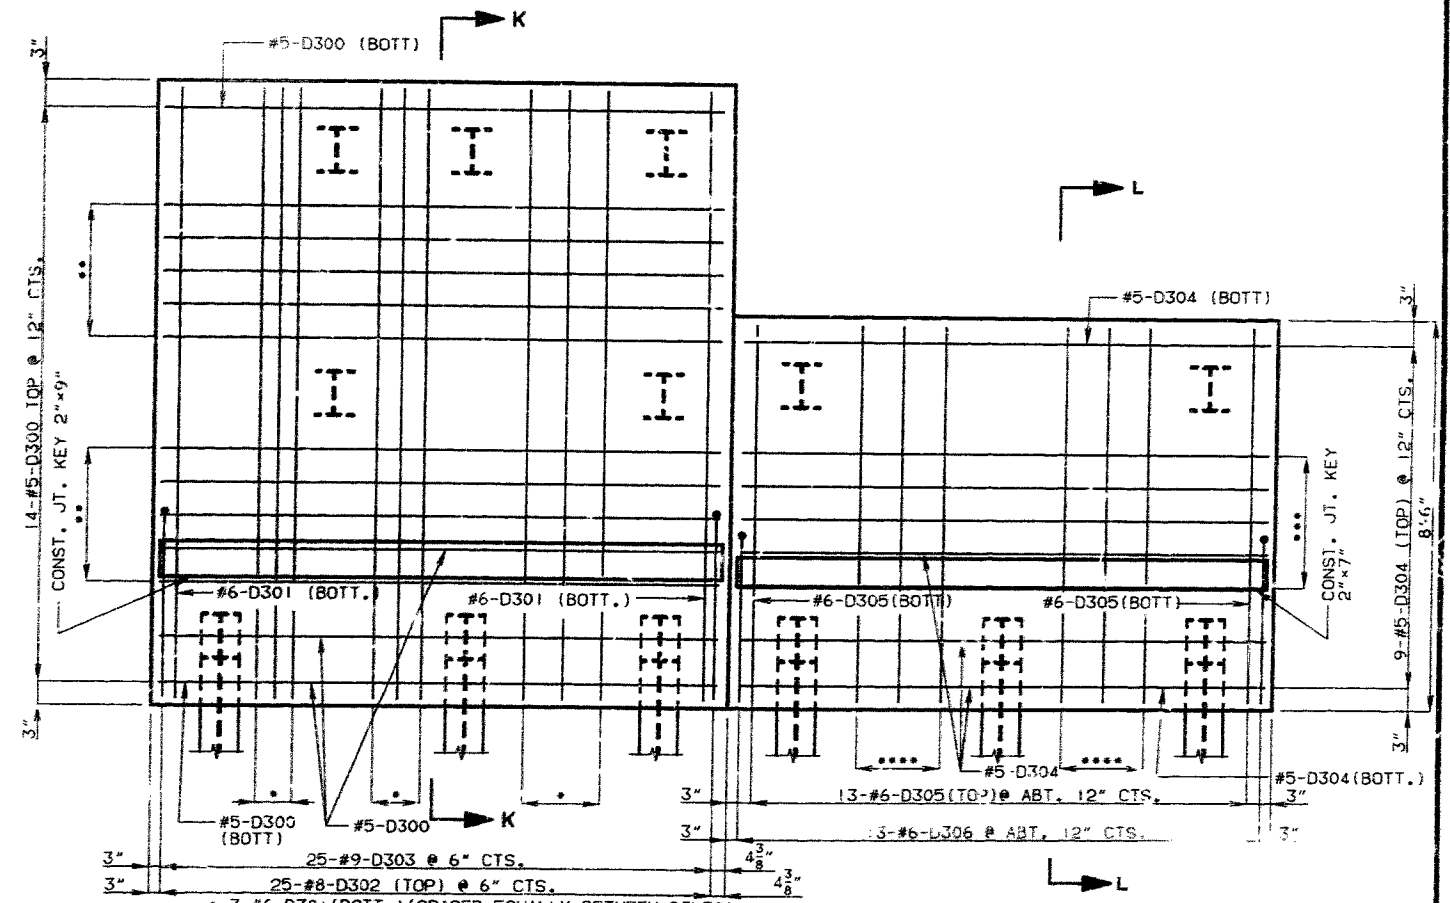 K
3"
#5-D300 (BOTT)
L
#5-D304 (BOTT)
3"
14-#5-D300 TOP @ 12" CTS.
CONST. JT. KEY 2"x9"
**
**
***
CONST. JT. KEY
2"x7"
9-#5-D304 (TOP) @ 12" CTS.
8'-6"
#6-D301 (BOTT.)
#6-D301 (BOTT.)
#6-D305(BOTT)
#6-D305(BOTT)
3"
3"
****
****
#5-D304
#5-D304(BOTT.)
*
*
*
3"
13-#6-D305(TOP)@ ABT. 12" CTS.
3"
#5-D300
(BOTT)
#5-D300
K
3"
13-#6-D306 @ ABT. 12" CTS.
3"
3"
25-#9-D303 @ 6" CTS.
4 3/8"
3"
25-#8-D302 (TOP) @ 6" CTS.
4 3/8"
L